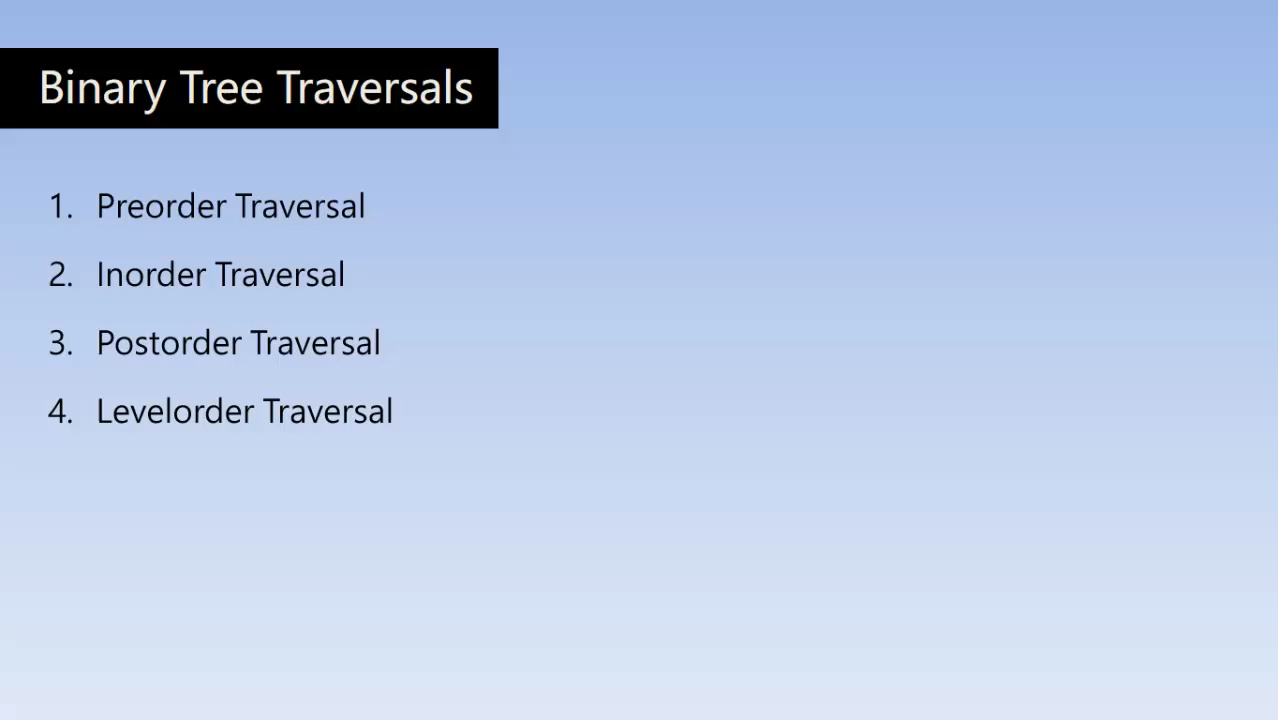 Binary Tree Traversals
1. Preorder Traversal
2. Inorder Traversal
3. Postorder Traversal
4. Levelorder Traversal